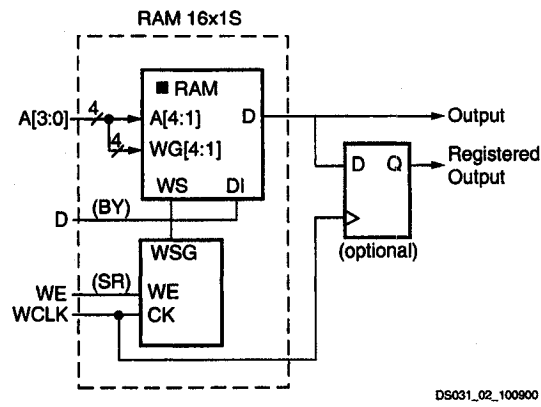 RAM 16x1S
RAM
A[3:0]
4
A[4:1]
D
Output
4
WG[4:1]
D
Q
Registered
Output
WS
DI
D
(BY)
WSG
(optional)
WE
(SR)
WE
WCLK
CK
DS031_02_100900